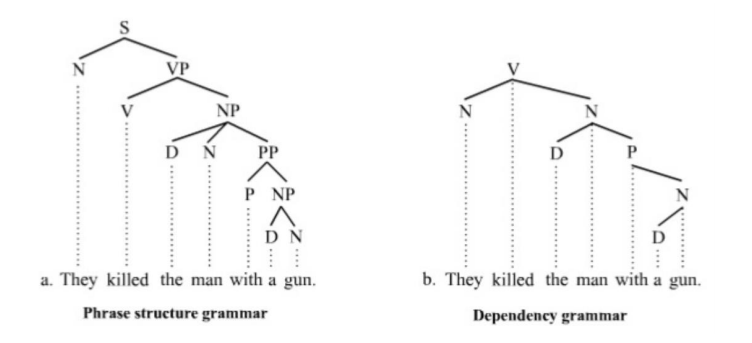 S
N VP
V NP
D N PP
P NP
D N
a. They killed the man with a gun.
Phrase structure grammar
V
N N
D P
N
D
b. They killed the man with a gun.
Dependency grammar